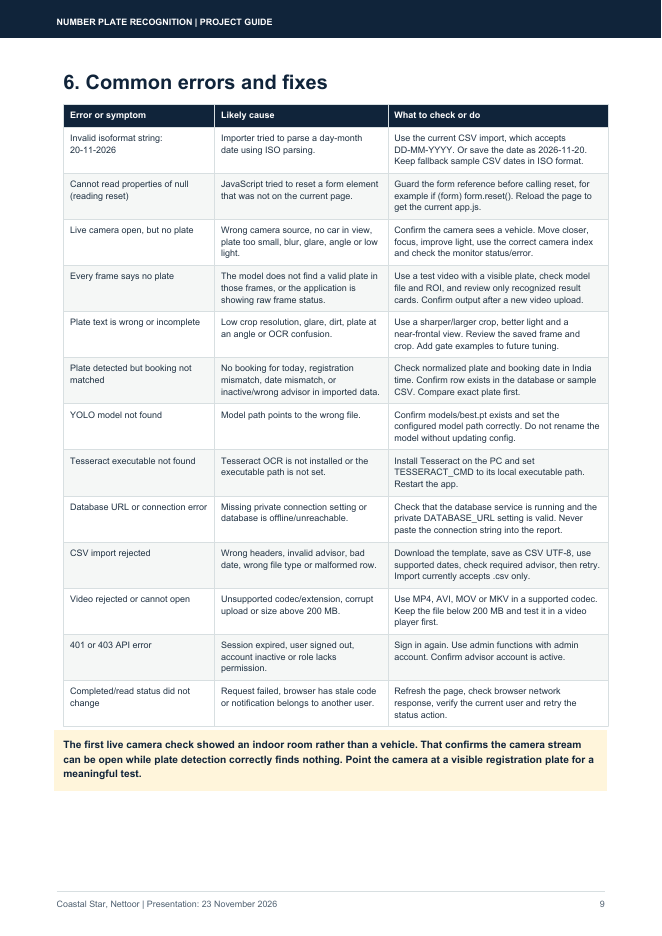 NUMBER PLATE RECOGNITION | PROJECT GUIDE
6. Common errors and fixes
Error or symptom
Likely cause
What to check or do
Invalid isoformat string:
20-11-2026
Importer tried to parse a day-month
date using ISO parsing.
Use the current CSV import, which accepts
DD-MM-YYYY. Or save the date as 2026-11-20.
Keep fallback sample CSV dates in ISO format.
Cannot read properties of null
(reading reset)
JavaScript tried to reset a form element
that was not on the current page.
Guard the form reference before calling reset, for
example if (form) form.reset(). Reload the page to
get the current app.js.
Live camera open, but no plate
Wrong camera source, no car in view,
plate too small, blur, glare, angle or low
light.
Confirm the camera sees a vehicle. Move closer,
focus, improve light, use the correct camera index
and check the monitor status/error.
Every frame says no plate
The model does not find a valid plate in
those frames, or the application is
showing raw frame status.
Use a test video with a visible plate, check model
file and ROI, and review only recognized result
cards. Confirm output after a new video upload.
Plate text is wrong or incomplete
Low crop resolution, glare, dirt, plate at
an angle or OCR confusion.
Use a sharper/larger crop, better light and a
near-frontal view. Review the saved frame and
crop. Add gate examples to future tuning.
Plate detected but booking not
matched
No booking for today, registration
mismatch, date mismatch, or
inactive/wrong advisor in imported data.
Check normalized plate and booking date in India
time. Confirm row exists in the database or sample
CSV. Compare exact plate first.
YOLO model not found
Model path points to the wrong file.
Confirm models/best.pt exists and set the
configured model path correctly. Do not rename the
model without updating config.
Tesseract executable not found
Tesseract OCR is not installed or the
executable path is not set.
Install Tesseract on the PC and set
TESSERACT_CMD to its local executable path.
Restart the app.
Database URL or connection error
Missing private connection setting or
database is offline/unreachable.
Check that the database service is running and the
private DATABASE_URL setting is valid. Never
paste the connection string into the report.
CSV import rejected
Wrong headers, invalid advisor, bad
date, wrong file type or malformed row.
Download the template, save as CSV UTF-8, use
supported dates, check required advisor, then retry.
Import currently accepts .csv only.
Video rejected or cannot open
Unsupported codec/extension, corrupt
upload or size above 200 MB.
Use MP4, AVI, MOV or MKV in a supported codec.
Keep the file below 200 MB and test it in a video
player first.
401 or 403 API error
Session expired, user signed out,
account inactive or role lacks
permission.
Sign in again. Use admin functions with admin
account. Confirm advisor account is active.
Completed/read status did not
change
Request failed, browser has stale code
or notification belongs to another user.
Refresh the page, check browser network
response, verify the current user and retry the
status action.
The first live camera check showed an indoor room rather than a vehicle. That confirms the camera stream
can be open while plate detection correctly finds nothing. Point the camera at a visible registration plate for a
meaningful test.
Coastal Star, Nettoor | Presentation: 23 November 2026
9